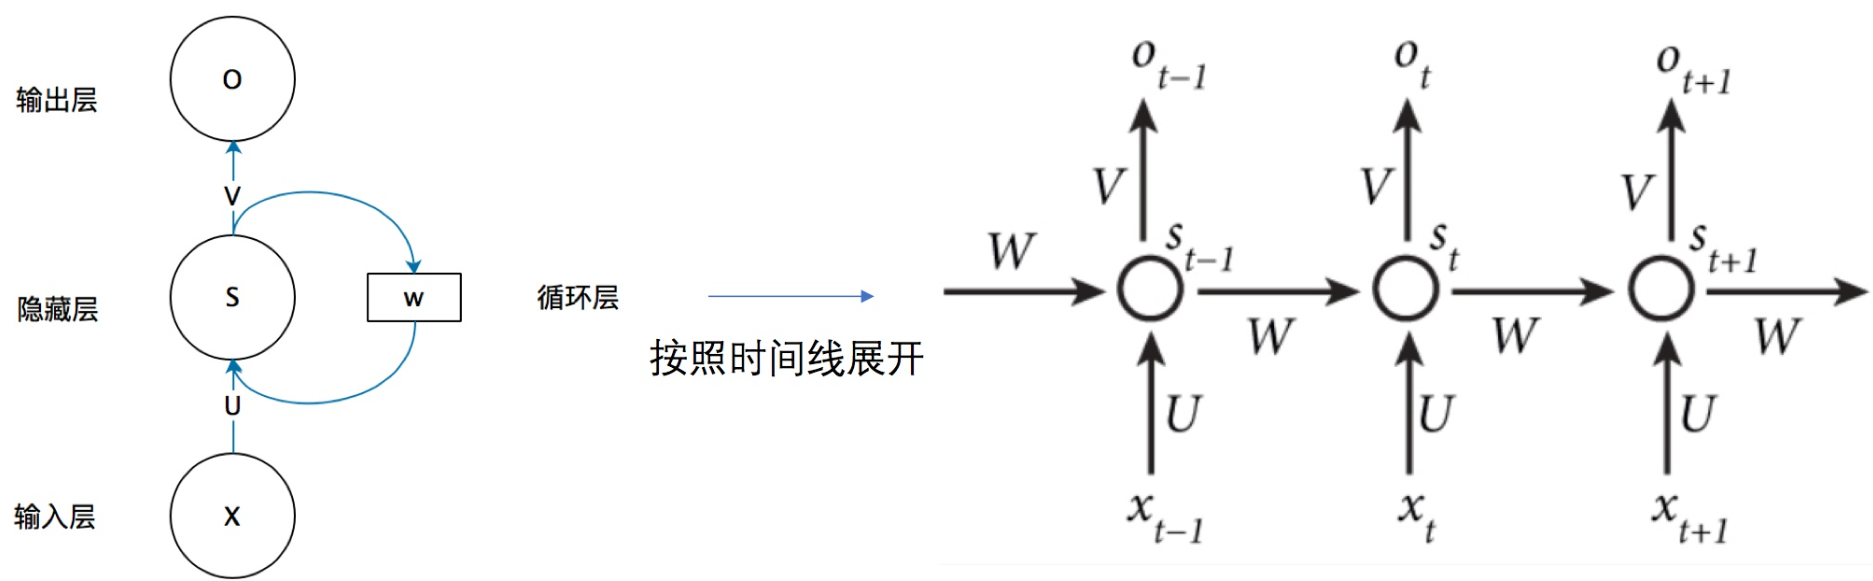 输出层
O
V
隐藏层
S
w
循环层
U
输入层
X
按照时间线展开
o_{t-1} o_t o_{t+1}
V V V
W s_{t-1} s_t s_{t+1}
W W W
U U U
x_{t-1} x_t x_{t+1}